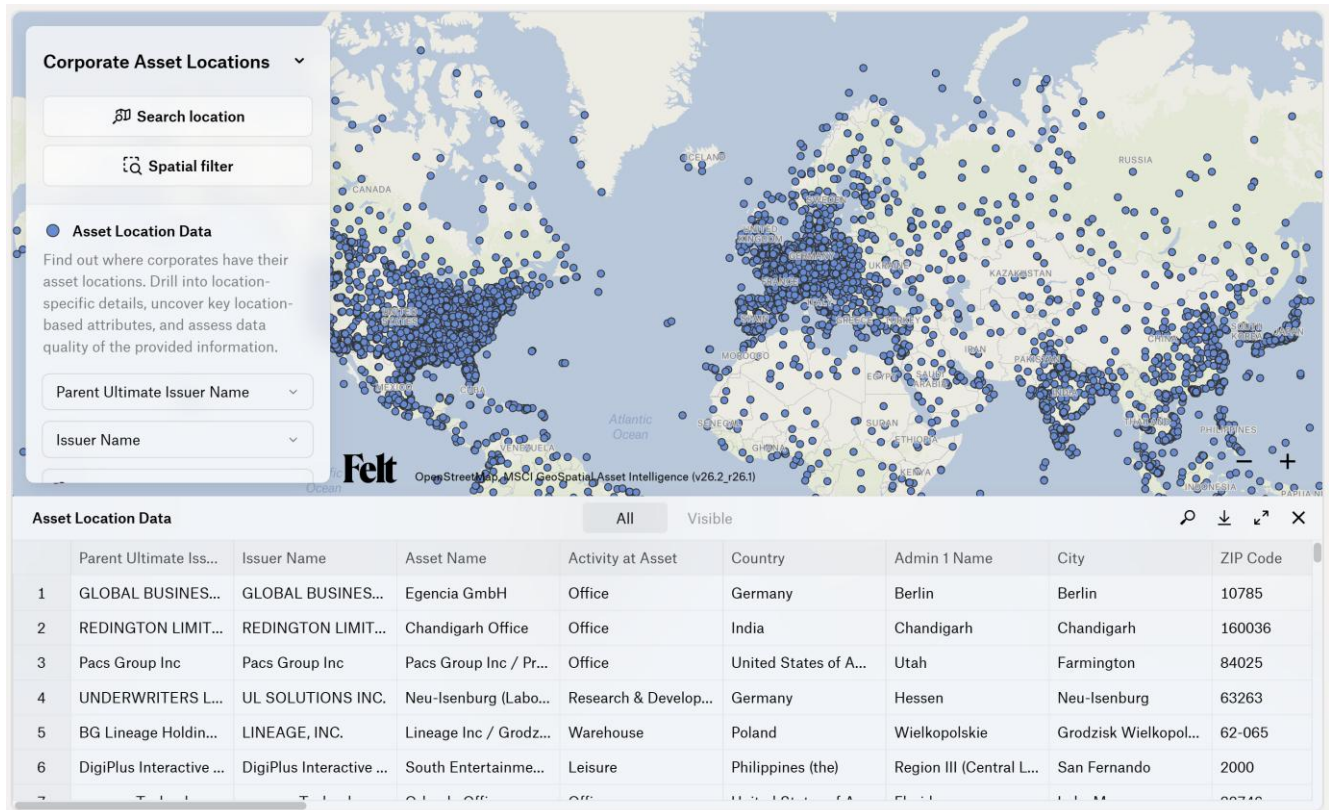 Corporate Asset Locations
Search location
Spatial filter
Asset Location Data
Find out where corporates have their
asset locations. Drill into location-
specific details, uncover key location-
based attributes, and assess data
quality of the provided information.
Parent Ultimate Issuer Name
Issuer Name
ICELAND
CANADA
RUSSIA
SWEDEN
UNITED
KINGDOM
GERMANY
UKRAINE
FRANCE
KAZAKHSTAN
UNITED
STATES
ITALY
SPAIN
GREECE
TURKEY
SOUTH
KOREA
JAPAN
CHINA
MOROCCO
IRAN
PAKISTAN
EGYPT
SAUDI
ARABIA
MEXICO
CUBA
INDIA
Atlantic
Ocean
SENEGAL
SUDAN
THAILAND
PHILIPPINES
VENEZUELA
GHANA
ETHIOPIA
KENYA
INDONESIA
Ocean
Felt
OpenStreetMap, MSCI GeoSpatial Asset Intelligence (v26.2_r26.1)
Asset Location Data All Visible
Parent Ultimate Iss... Issuer Name Asset Name Activity at Asset Country Admin 1 Name City ZIP Code
1 GLOBAL BUSINES... GLOBAL BUSINES... Egencia GmbH Office Germany Berlin Berlin 10785
2 REDINGTON LIMIT... REDINGTON LIMIT... Chandigarh Office Office India Chandigarh Chandigarh 160036
3 Pacs Group Inc Pacs Group Inc Pacs Group Inc / Pr... Office United States of A... Utah Farmington 84025
4 UNDERWRITERS L... UL SOLUTIONS INC. Neu-Isenburg (Labo... Research & Develop... Germany Hessen Neu-Isenburg 63263
5 BG Lineage Holdin... LINEAGE, INC. Lineage Inc / Grodz... Warehouse Poland Wielkopolskie Grodzisk Wielkopol... 62-065
6 DigiPlus Interactive ... DigiPlus Interactive ... South Entertainme... Leisure Philippines (the) Region III (Central L... San Fernando 2000